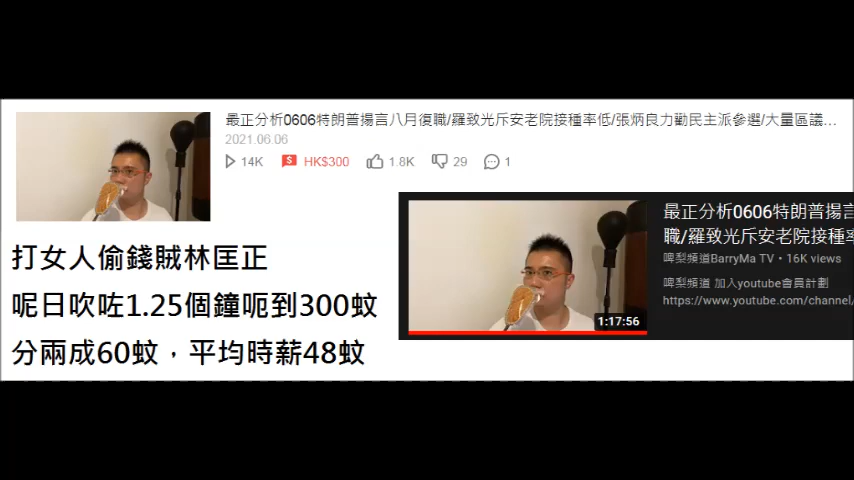 最正分析0606特朗普揚言八月復職/羅致光斥安老院接種率低/張炳良力勸民主派參選/大量區議...
2021.06.06
14K HK$300 1.8K 29 1
最正分析0606特朗普揚言
職/羅致光斥安老院接種率
啤梨頻道BarryMa TV • 16K views
啤梨頻道 加入youtube會員計劃
https://www.youtube.com/channel/
1:17:56
打女人偷錢賊林匡正
呢日吹咗1.25個鐘呃到300蚊
分兩成60蚊，平均時薪48蚊